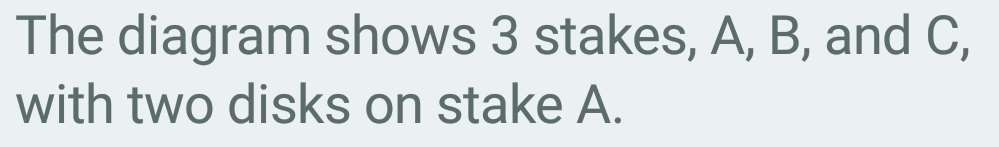 The diagram shows 3 stakes, A, B, and C,
with two disks on stake A.